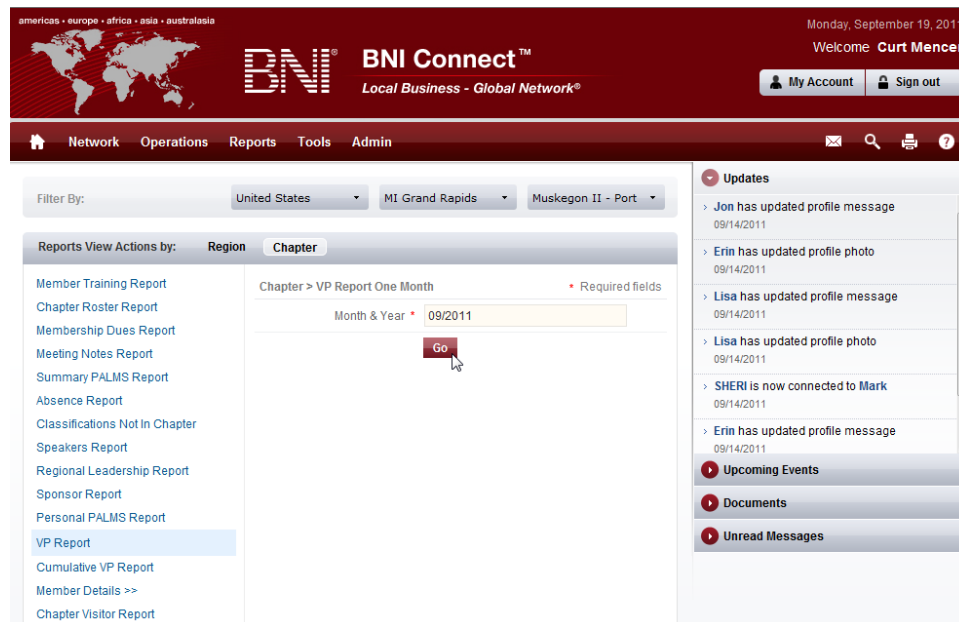 americas • europe • africa • asia • australasia
Monday, September 19, 2011
Welcome Curt Mencer
BNI®
BNI Connect™
Local Business - Global Network®
My Account
Sign out
Network Operations Reports Tools Admin
Filter By:
United States
MI Grand Rapids
Muskegon II - Port
Reports View Actions by: Region Chapter
Member Training Report
Chapter Roster Report
Membership Dues Report
Meeting Notes Report
Summary PALMS Report
Absence Report
Classifications Not In Chapter
Speakers Report
Regional Leadership Report
Sponsor Report
Personal PALMS Report
VP Report
Cumulative VP Report
Member Details >>
Chapter Visitor Report
Chapter > VP Report One Month
* Required fields
Month & Year * 09/2011
Go
Updates
Jon has updated profile message
09/14/2011
Erin has updated profile photo
09/14/2011
Lisa has updated profile message
09/14/2011
Lisa has updated profile photo
09/14/2011
SHERI is now connected to Mark
09/14/2011
Erin has updated profile message
09/14/2011
Upcoming Events
Documents
Unread Messages